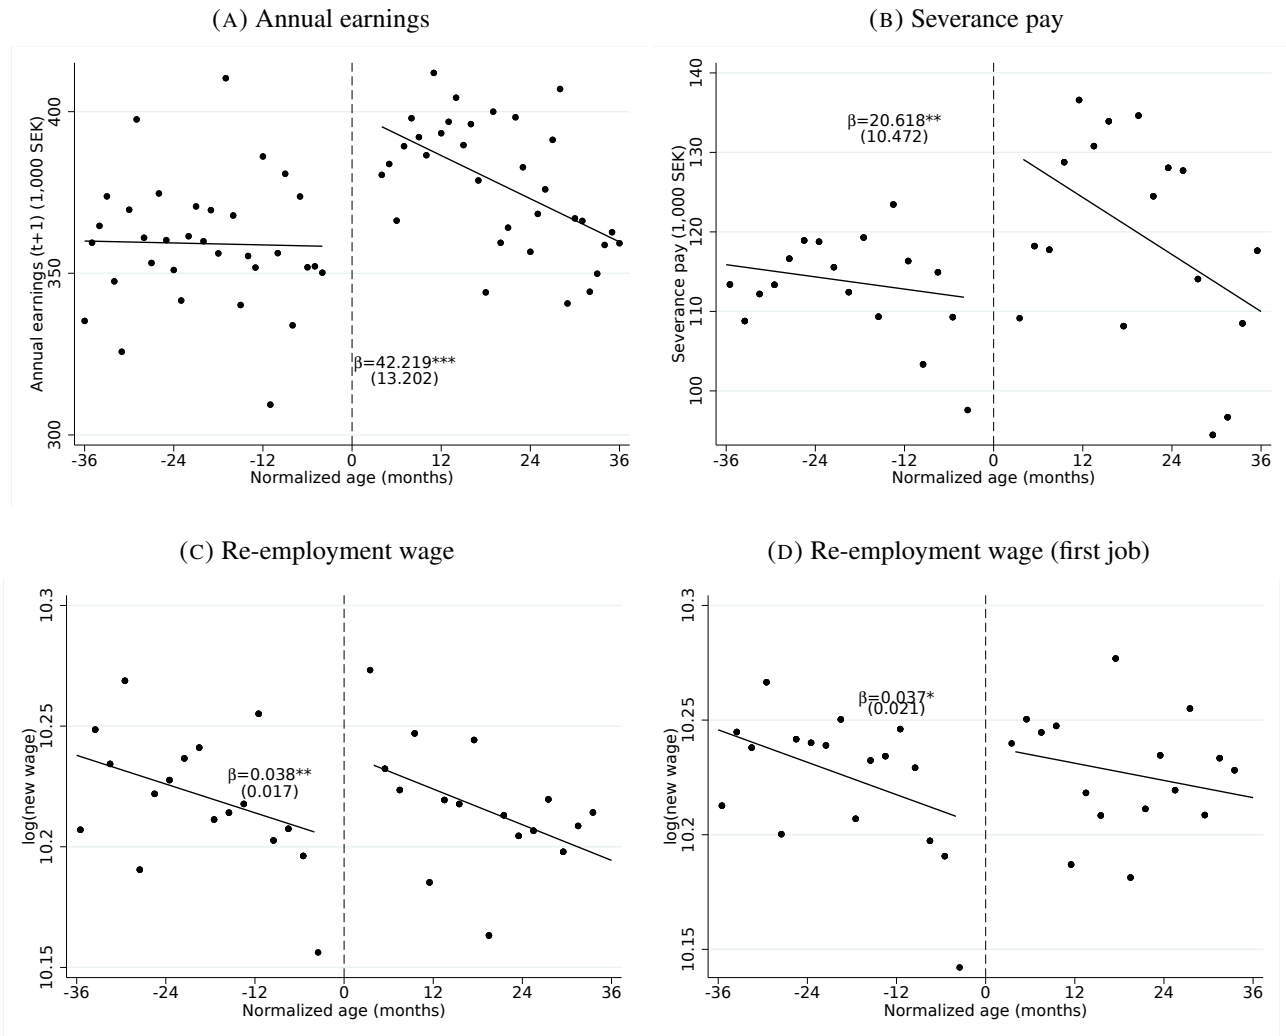 (A) Annual earnings
Annual earnings (t+1) (1,000 SEK)
400
350
300
β=42.219***
(13.202)
-36 -24 -12 0 12 24 36
Normalized age (months)
(B) Severance pay
Severance pay (1,000 SEK)
140
130
120
110
100
β=20.618**
(10.472)
-36 -24 -12 0 12 24 36
Normalized age (months)
(C) Re-employment wage
log(new wage)
10.3
10.25
10.2
10.15
β=0.038**
(0.017)
-36 -24 -12 0 12 24 36
Normalized age (months)
(D) Re-employment wage (first job)
log(new wage)
10.3
10.25
10.2
10.15
β=0.037*
(0.021)
-36 -24 -12 0 12 24 36
Normalized age (months)